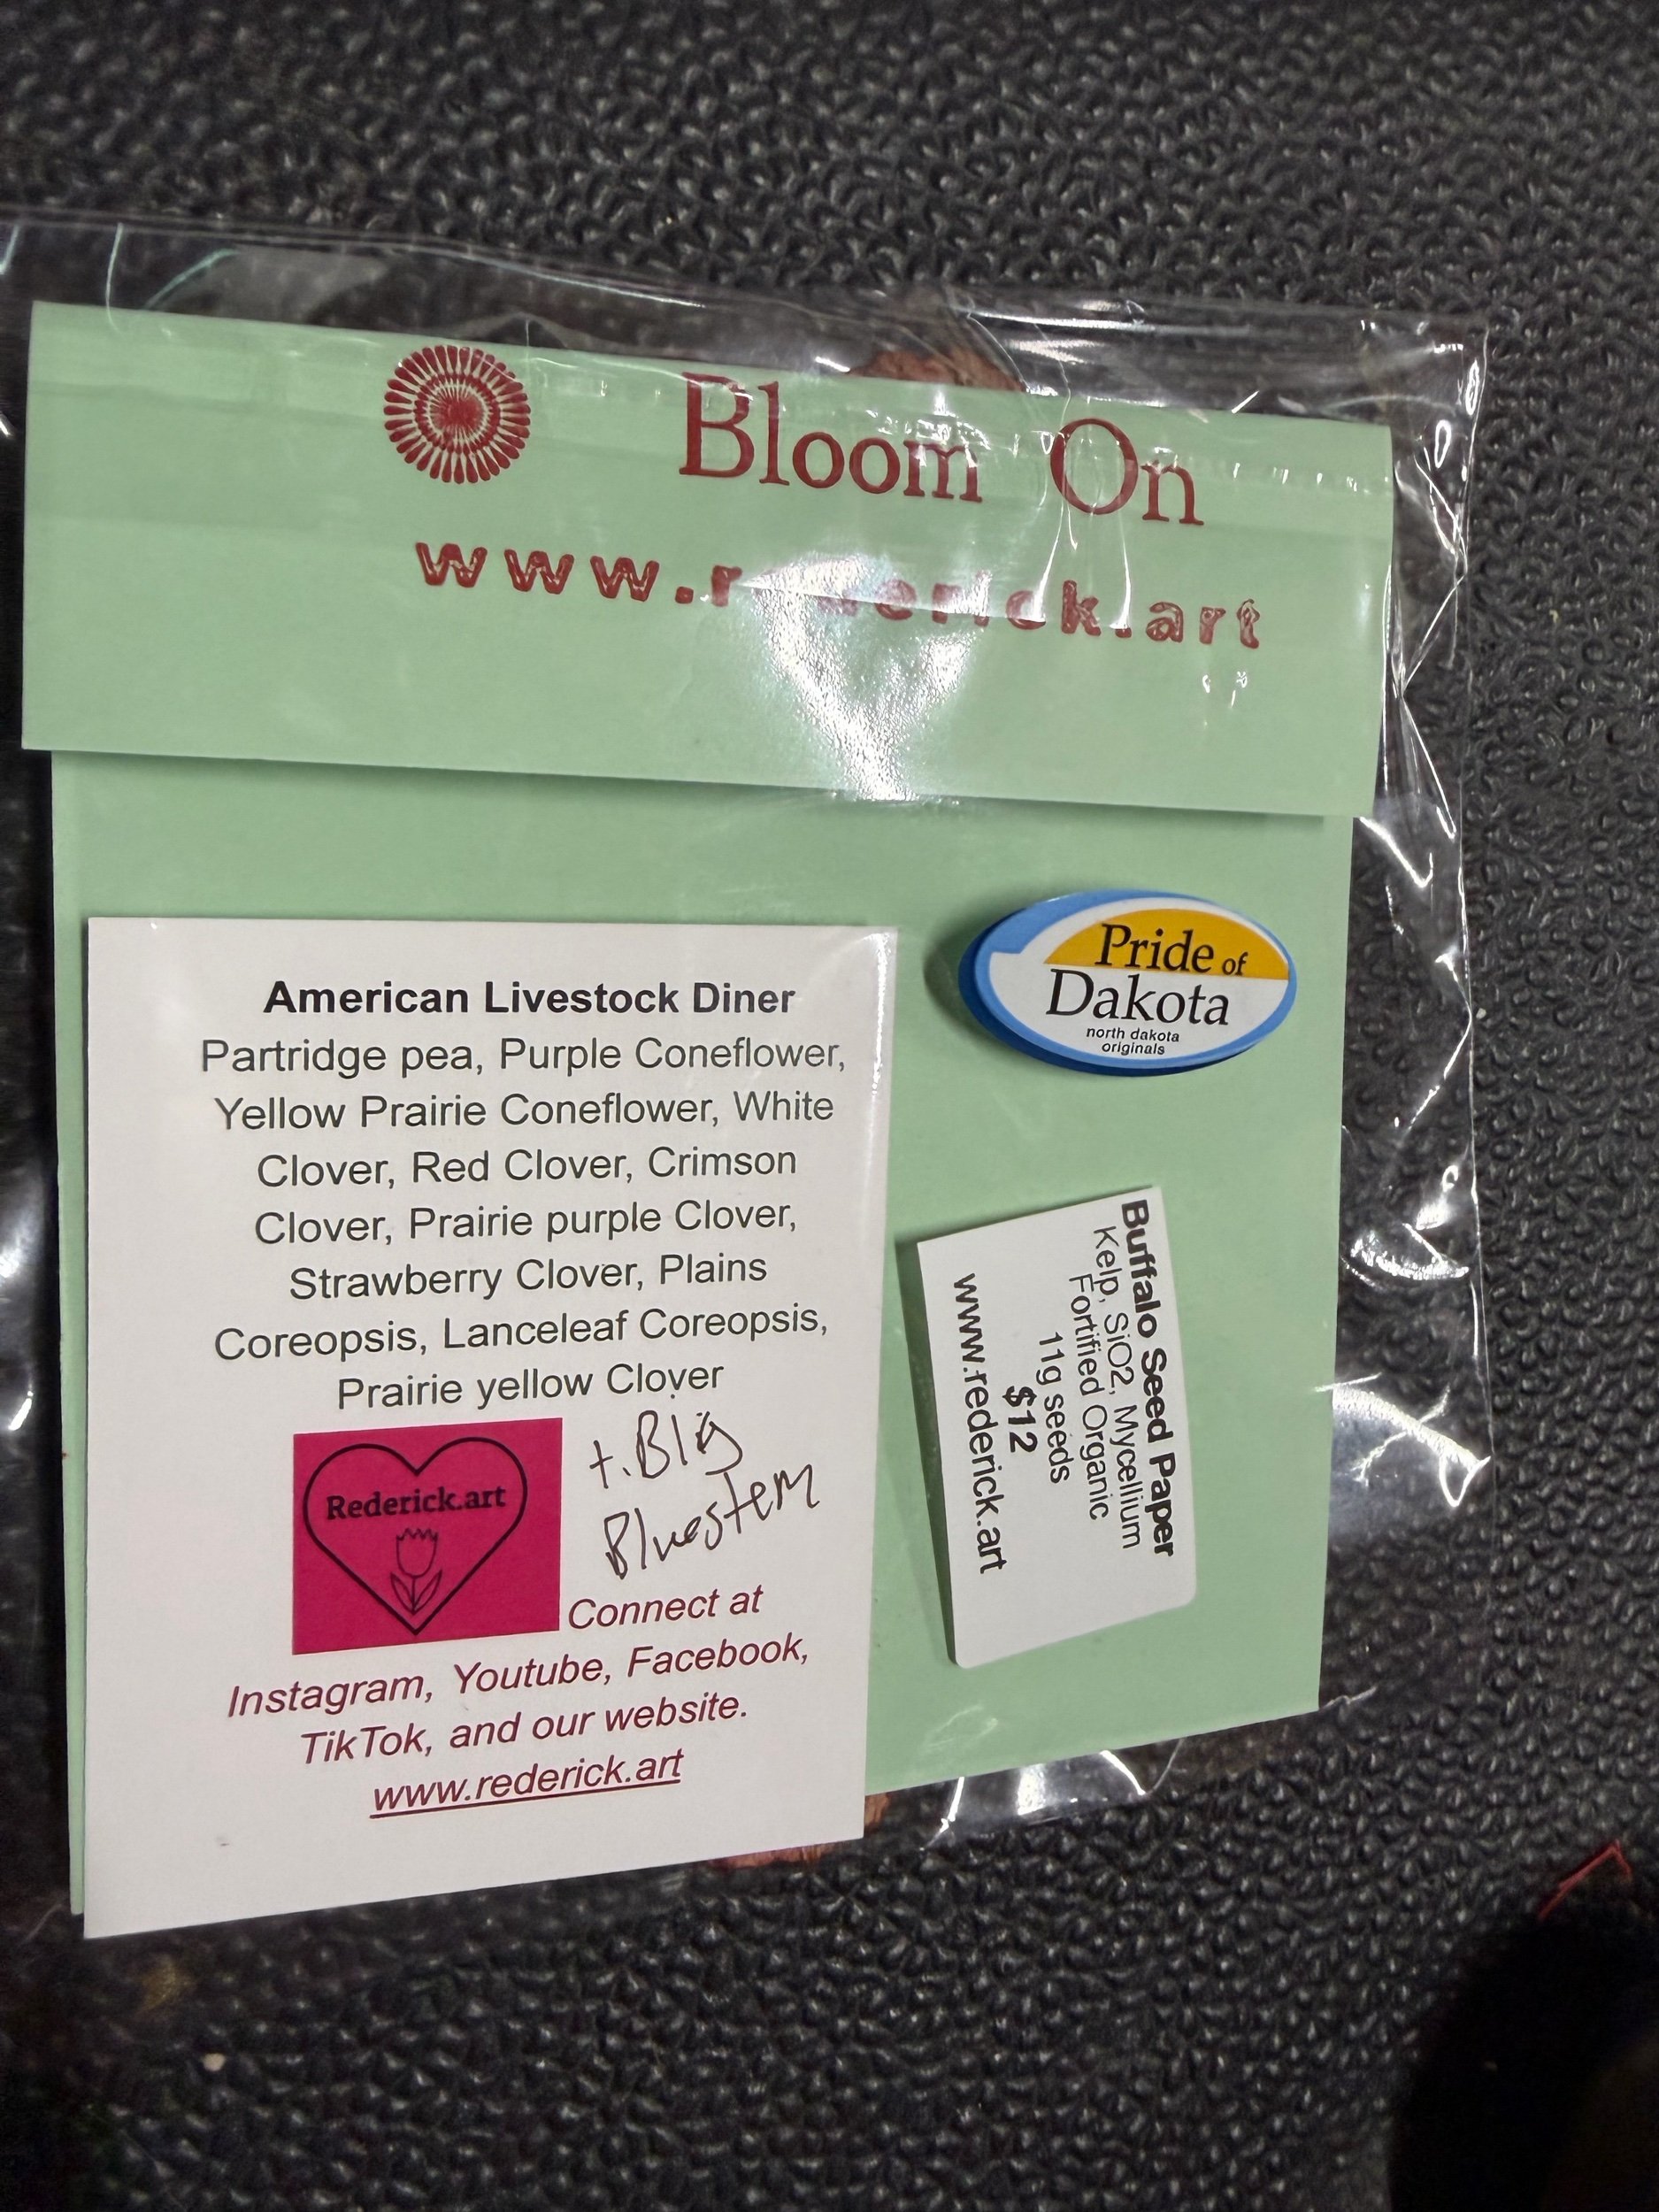 Bloom On
www.rederick.art
Pride of
Dakota
north dakota
originals
American Livestock Diner
Partridge pea, Purple Coneflower,
Yellow Prairie Coneflower, White
Clover, Red Clover, Crimson
Clover, Prairie purple Clover,
Strawberry Clover, Plains
Coreopsis, Lanceleaf Coreopsis,
Prairie yellow Clover
+.Big
Bluestem
Rederick.art
Connect at
Instagram, Youtube, Facebook,
TikTok, and our website.
www.rederick.art
Buffalo Seed Paper
Kelp, SiO2, Mycellium
Fortified Organic
11g seeds
$12
www.rederick.art